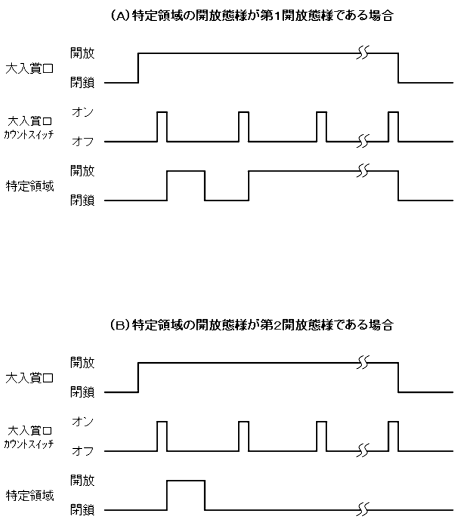 （A）特定領域の開放態様が第1開放態様である場合
開放
大入賞口
閉鎖
オン
大入賞口
カウントスイッチ
オフ
開放
特定領域
閉鎖
（B）特定領域の開放態様が第2開放態様である場合
開放
大入賞口
閉鎖
オン
大入賞口
カウントスイッチ
オフ
開放
特定領域
閉鎖